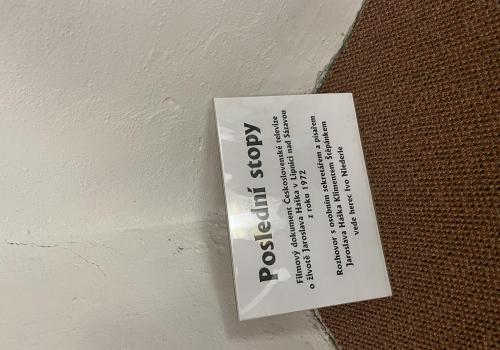 Poslední stopy
Filmový dokument Československé televize
o životě Jaroslava Haška v Lipnici nad Sázavou
z roku 1972
Rozhovor s osobním sekretářem a písařem
Jaroslava Haška Klimentem Štěpánkem
vede herec Ivo Niederle